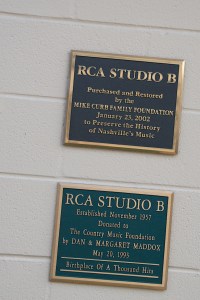 RCA STUDIO B
Purchased and Restored
by the
MIKE CURB FAMILY FOUNDATION
January 23, 2002
to Preserve the History
of Nashville's Music
RCA STUDIO B
Established November 1957
Donated to
The Country Music Foundation
by DAN & MARGARET MADDOX
May 20, 1993
Birthplace Of A Thousand Hits